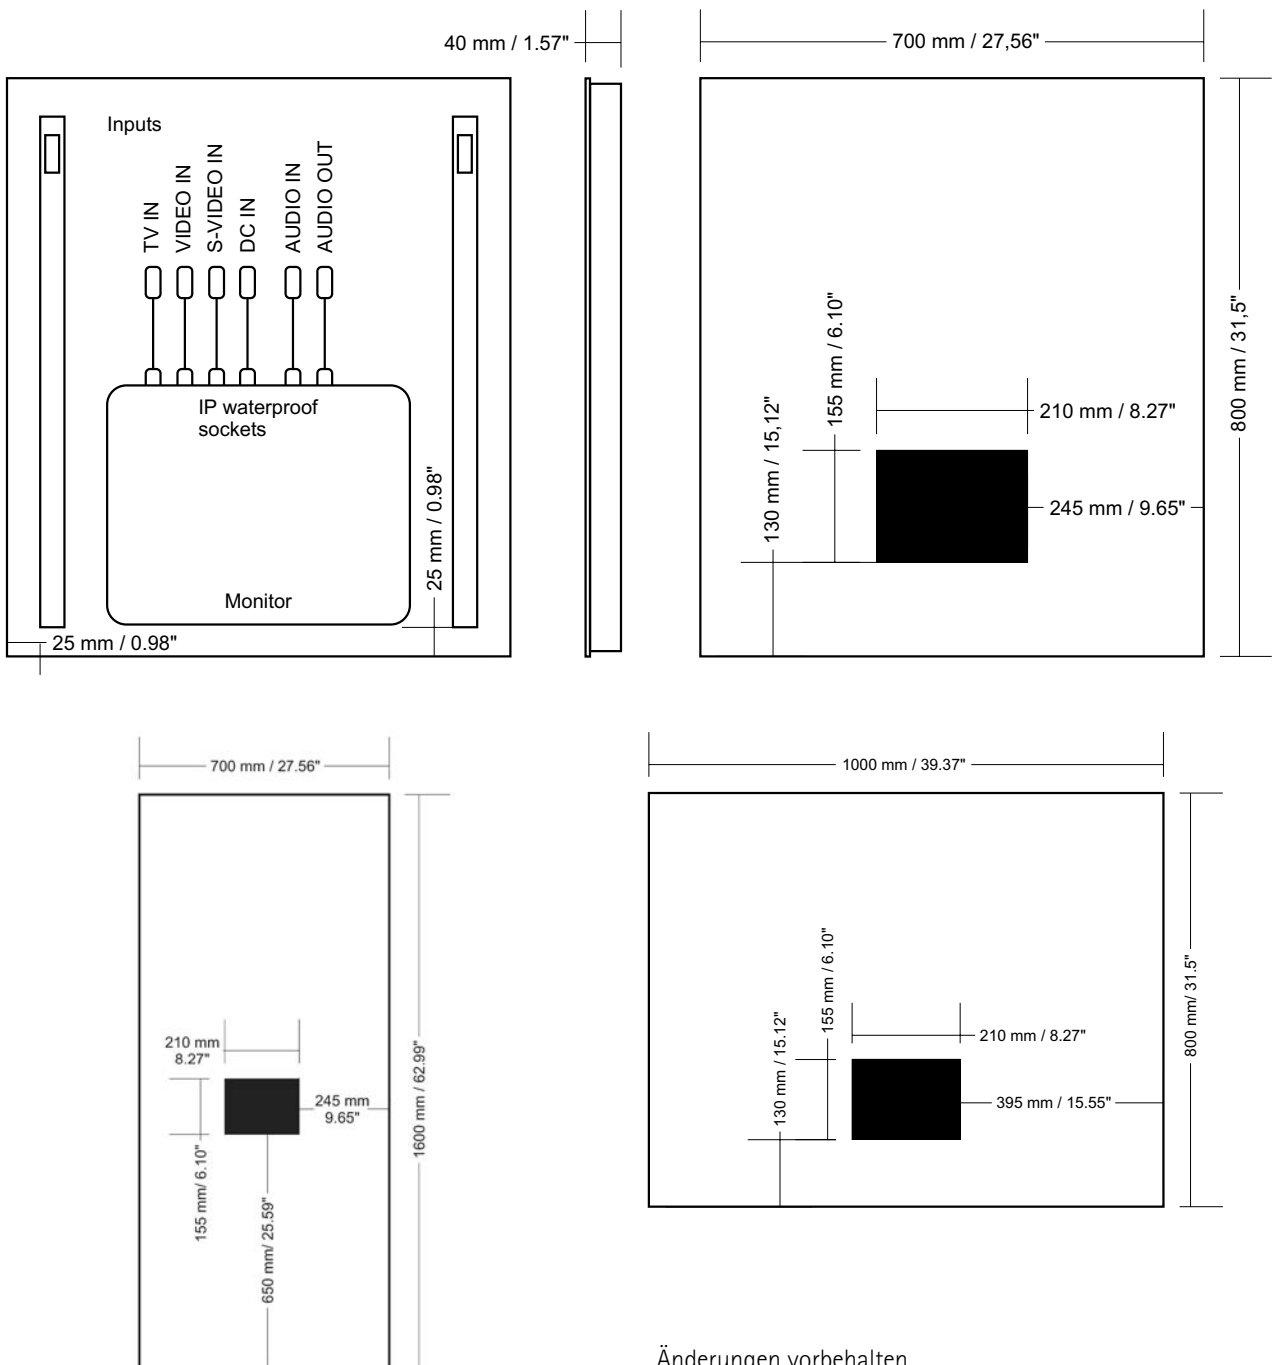 40 mm / 1.57"
700 mm / 27,56"
Inputs
TV IN
VIDEO IN
S-VIDEO IN
DC IN
AUDIO IN
AUDIO OUT
IP waterproof
sockets
Monitor
25 mm / 0.98"
25 mm / 0.98"
130 mm / 15,12"
155 mm / 6.10"
210 mm / 8.27"
245 mm / 9.65"
800 mm / 31,5"
700 mm / 27.56"
210 mm
8.27"
245 mm
9.65"
155 mm/ 6.10"
650 mm/ 25.59"
1600 mm / 62.99"
1000 mm / 39.37"
130 mm / 15.12"
155 mm / 6.10"
210 mm / 8.27"
395 mm / 15.55"
800 mm/ 31.5"
Änderungen vorbehalten